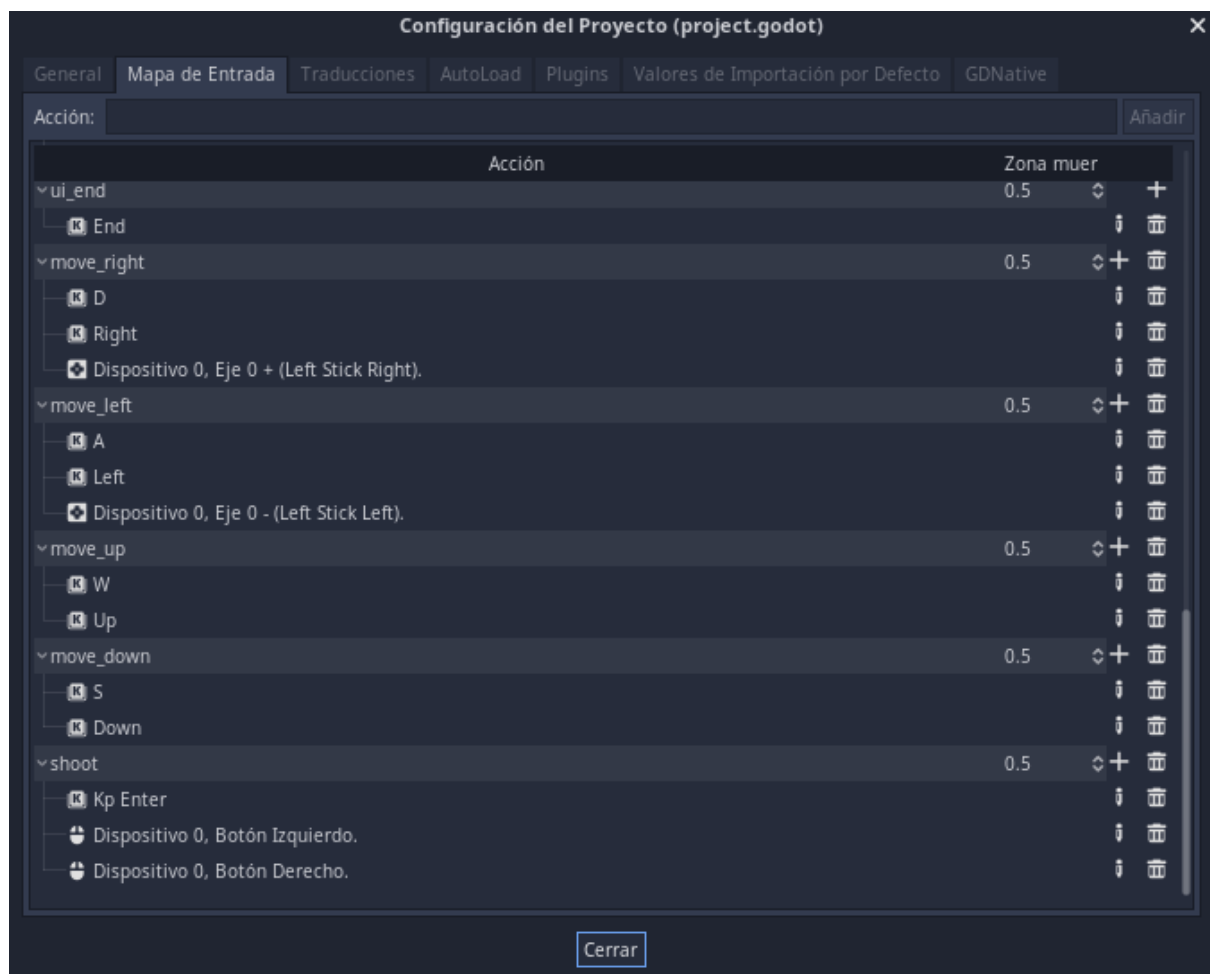 Configuración del Proyecto (project.godot)
General Mapa de Entrada Traducciones AutoLoad Plugins Valores de Importación por Defecto GDNative
Acción: Añadir
Acción Zona muer
ui_end 0.5
End
move_right 0.5
D
Right
Dispositivo 0, Eje 0 + (Left Stick Right).
move_left 0.5
A
Left
Dispositivo 0, Eje 0 - (Left Stick Left).
move_up 0.5
W
Up
move_down 0.5
S
Down
shoot 0.5
Kp Enter
Dispositivo 0, Botón Izquierdo.
Dispositivo 0, Botón Derecho.
Cerrar